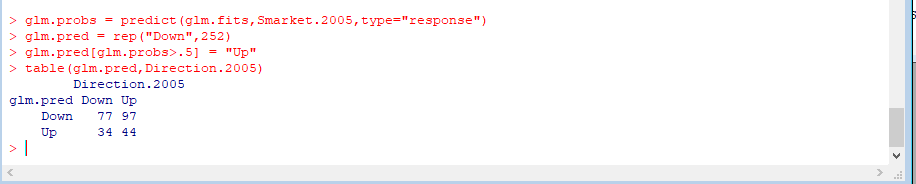 > glm.probs = predict(glm.fits,Smarket.2005,type="response")
> glm.pred = rep("Down",252)
> glm.pred[glm.probs>.5] = "Up"
> table(glm.pred,Direction.2005)
        Direction.2005
glm.pred Down Up
    Down   77 97
    Up     34 44
>